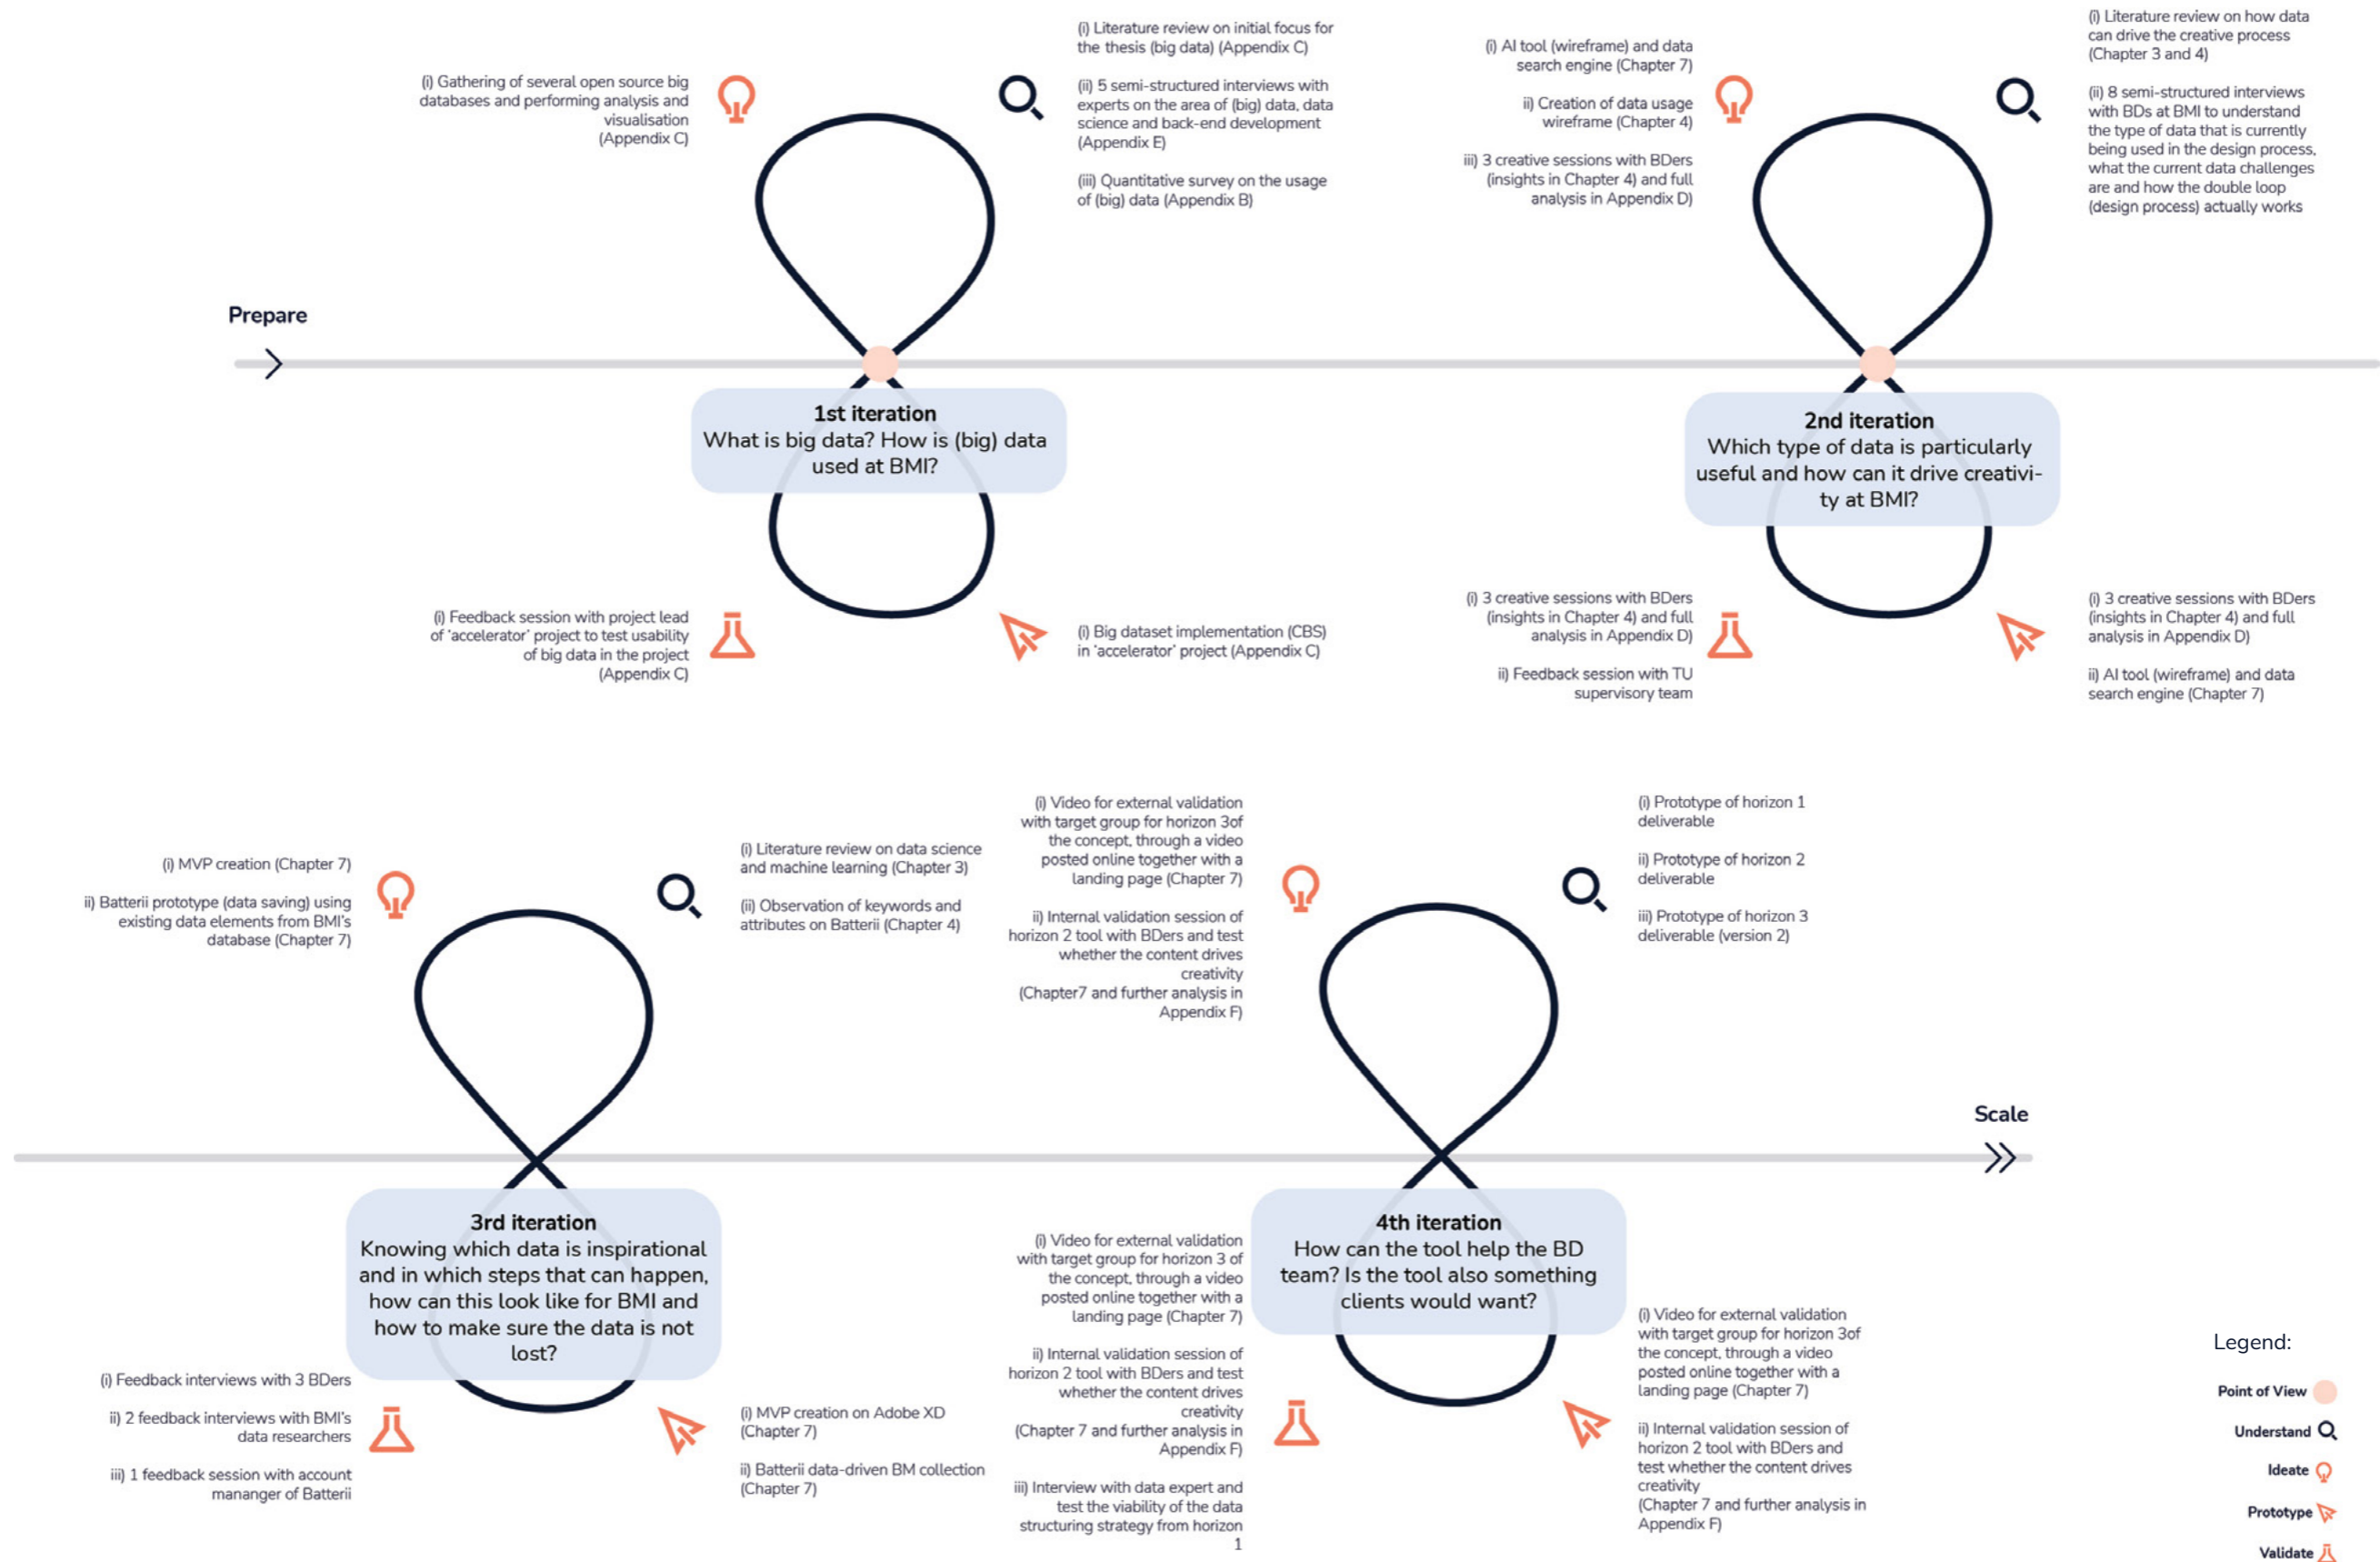 (i) Gathering of several open source big
databases and performing analysis and
visualisation
(Appendix C)
(i) Literature review on initial focus for
the thesis (big data) (Appendix C)
(ii) 5 semi-structured interviews with
experts on the area of (big) data, data
science and back-end development
(Appendix E)
(iii) Quantitative survey on the usage
of (big) data (Appendix B)
(i) AI tool (wireframe) and data
search engine (Chapter 7)
ii) Creation of data usage
wireframe (Chapter 4)
iii) 3 creative sessions with BDers
(insights in Chapter 4) and full
analysis in Appendix D)
(i) Literature review on how data
can drive the creative process
(Chapter 3 and 4)
(ii) 8 semi-structured interviews
with BDs at BMI to understand
the type of data that is currently
being used in the design process,
what the current data challenges
are and how the double loop
(design process) actually works
Prepare
1st iteration
What is big data? How is (big) data
used at BMI?
2nd iteration
Which type of data is particularly
useful and how can it drive creativi-
ty at BMI?
(i) Feedback session with project lead
of 'accelerator' project to test usability
of big data in the project
(Appendix C)
(i) Big dataset implementation (CBS)
in 'accelerator' project (Appendix C)
(i) 3 creative sessions with BDers
(insights in Chapter 4) and full
analysis in Appendix D)
ii) Feedback session with TU
supervisory team
(i) 3 creative sessions with BDers
(insights in Chapter 4) and full
analysis in Appendix D)
ii) AI tool (wireframe) and data
search engine (Chapter 7)
(i) MVP creation (Chapter 7)
ii) Batterii prototype (data saving) using
existing data elements from BMI's
database (Chapter 7)
(i) Literature review on data science
and machine learning (Chapter 3)
(ii) Observation of keywords and
attributes on Batterii (Chapter 4)
(i) Video for external validation
with target group for horizon 3of
the concept, through a video
posted online together with a
landing page (Chapter 7)
ii) Internal validation session of
horizon 2 tool with BDers and test
whether the content drives
creativity
(Chapter7 and further analysis in
Appendix F)
(i) Prototype of horizon 1
deliverable
ii) Prototype of horizon 2
deliverable
iii) Prototype of horizon 3
deliverable (version 2)
Scale
3rd iteration
Knowing which data is inspirational
and in which steps that can happen,
how can this look like for BMI and
how to make sure the data is not
lost?
4th iteration
How can the tool help the BD
team? Is the tool also something
clients would want?
(i) Feedback interviews with 3 BDers
ii) 2 feedback interviews with BMI's
data researchers
iii) 1 feedback session with account
mananger of Batterii
(i) MVP creation on Adobe XD
(Chapter 7)
ii) Batterii data-driven BM collection
(Chapter 7)
(i) Video for external validation
with target group for horizon 3 of
the concept, through a video
posted online together with a
landing page (Chapter 7)
ii) Internal validation session of
horizon 2 tool with BDers and test
whether the content drives
creativity
(Chapter 7 and further analysis in
Appendix F)
iii) Interview with data expert and
test the viability of the data
structuring strategy from horizon
1
(i) Video for external validation
with target group for horizon 3of
the concept, through a video
posted online together with a
landing page (Chapter 7)
ii) Internal validation session of
horizon 2 tool with BDers and
test whether the content drives
creativity
(Chapter 7 and further analysis in
Appendix F)
Legend:
Point of View
Understand
Ideate
Prototype
Validate